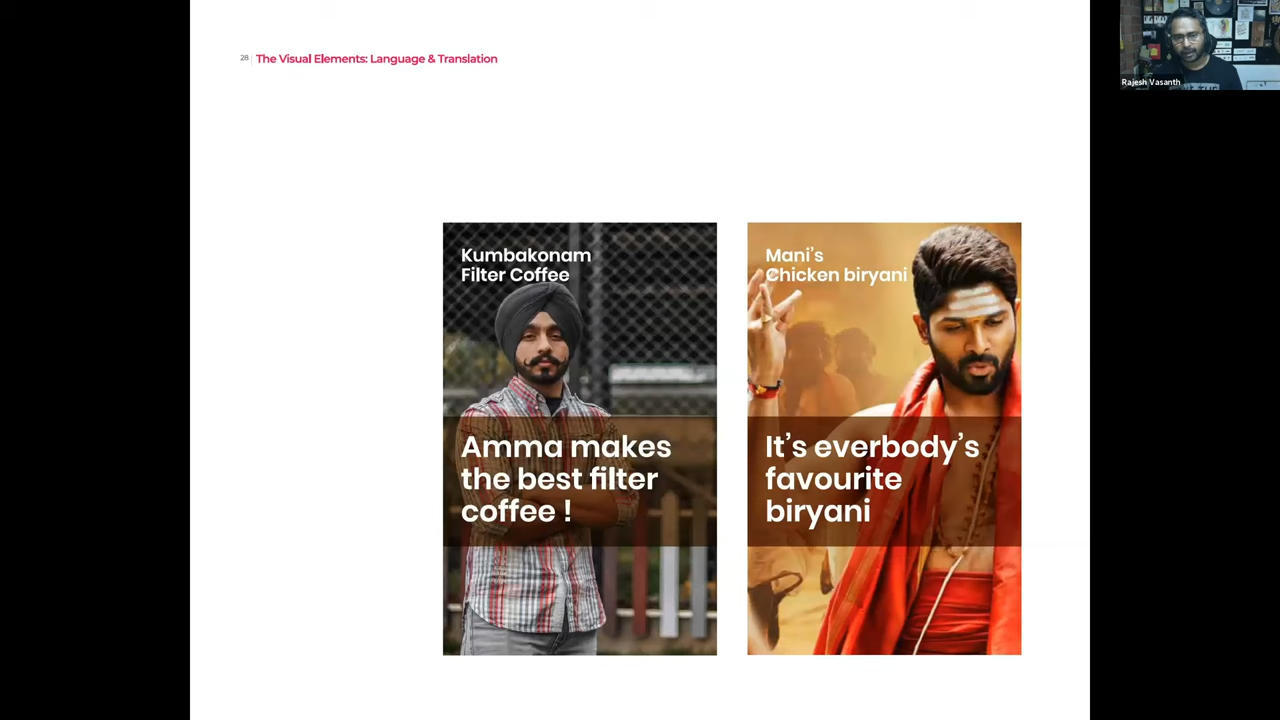 28 The Visual Elements: Language & Translation
Rajesh Vasanth
Kumbakonam
Filter Coffee
Amma makes
the best filter
coffee !
Mani's
Chicken biryani
It's everbody's
favourite
biryani